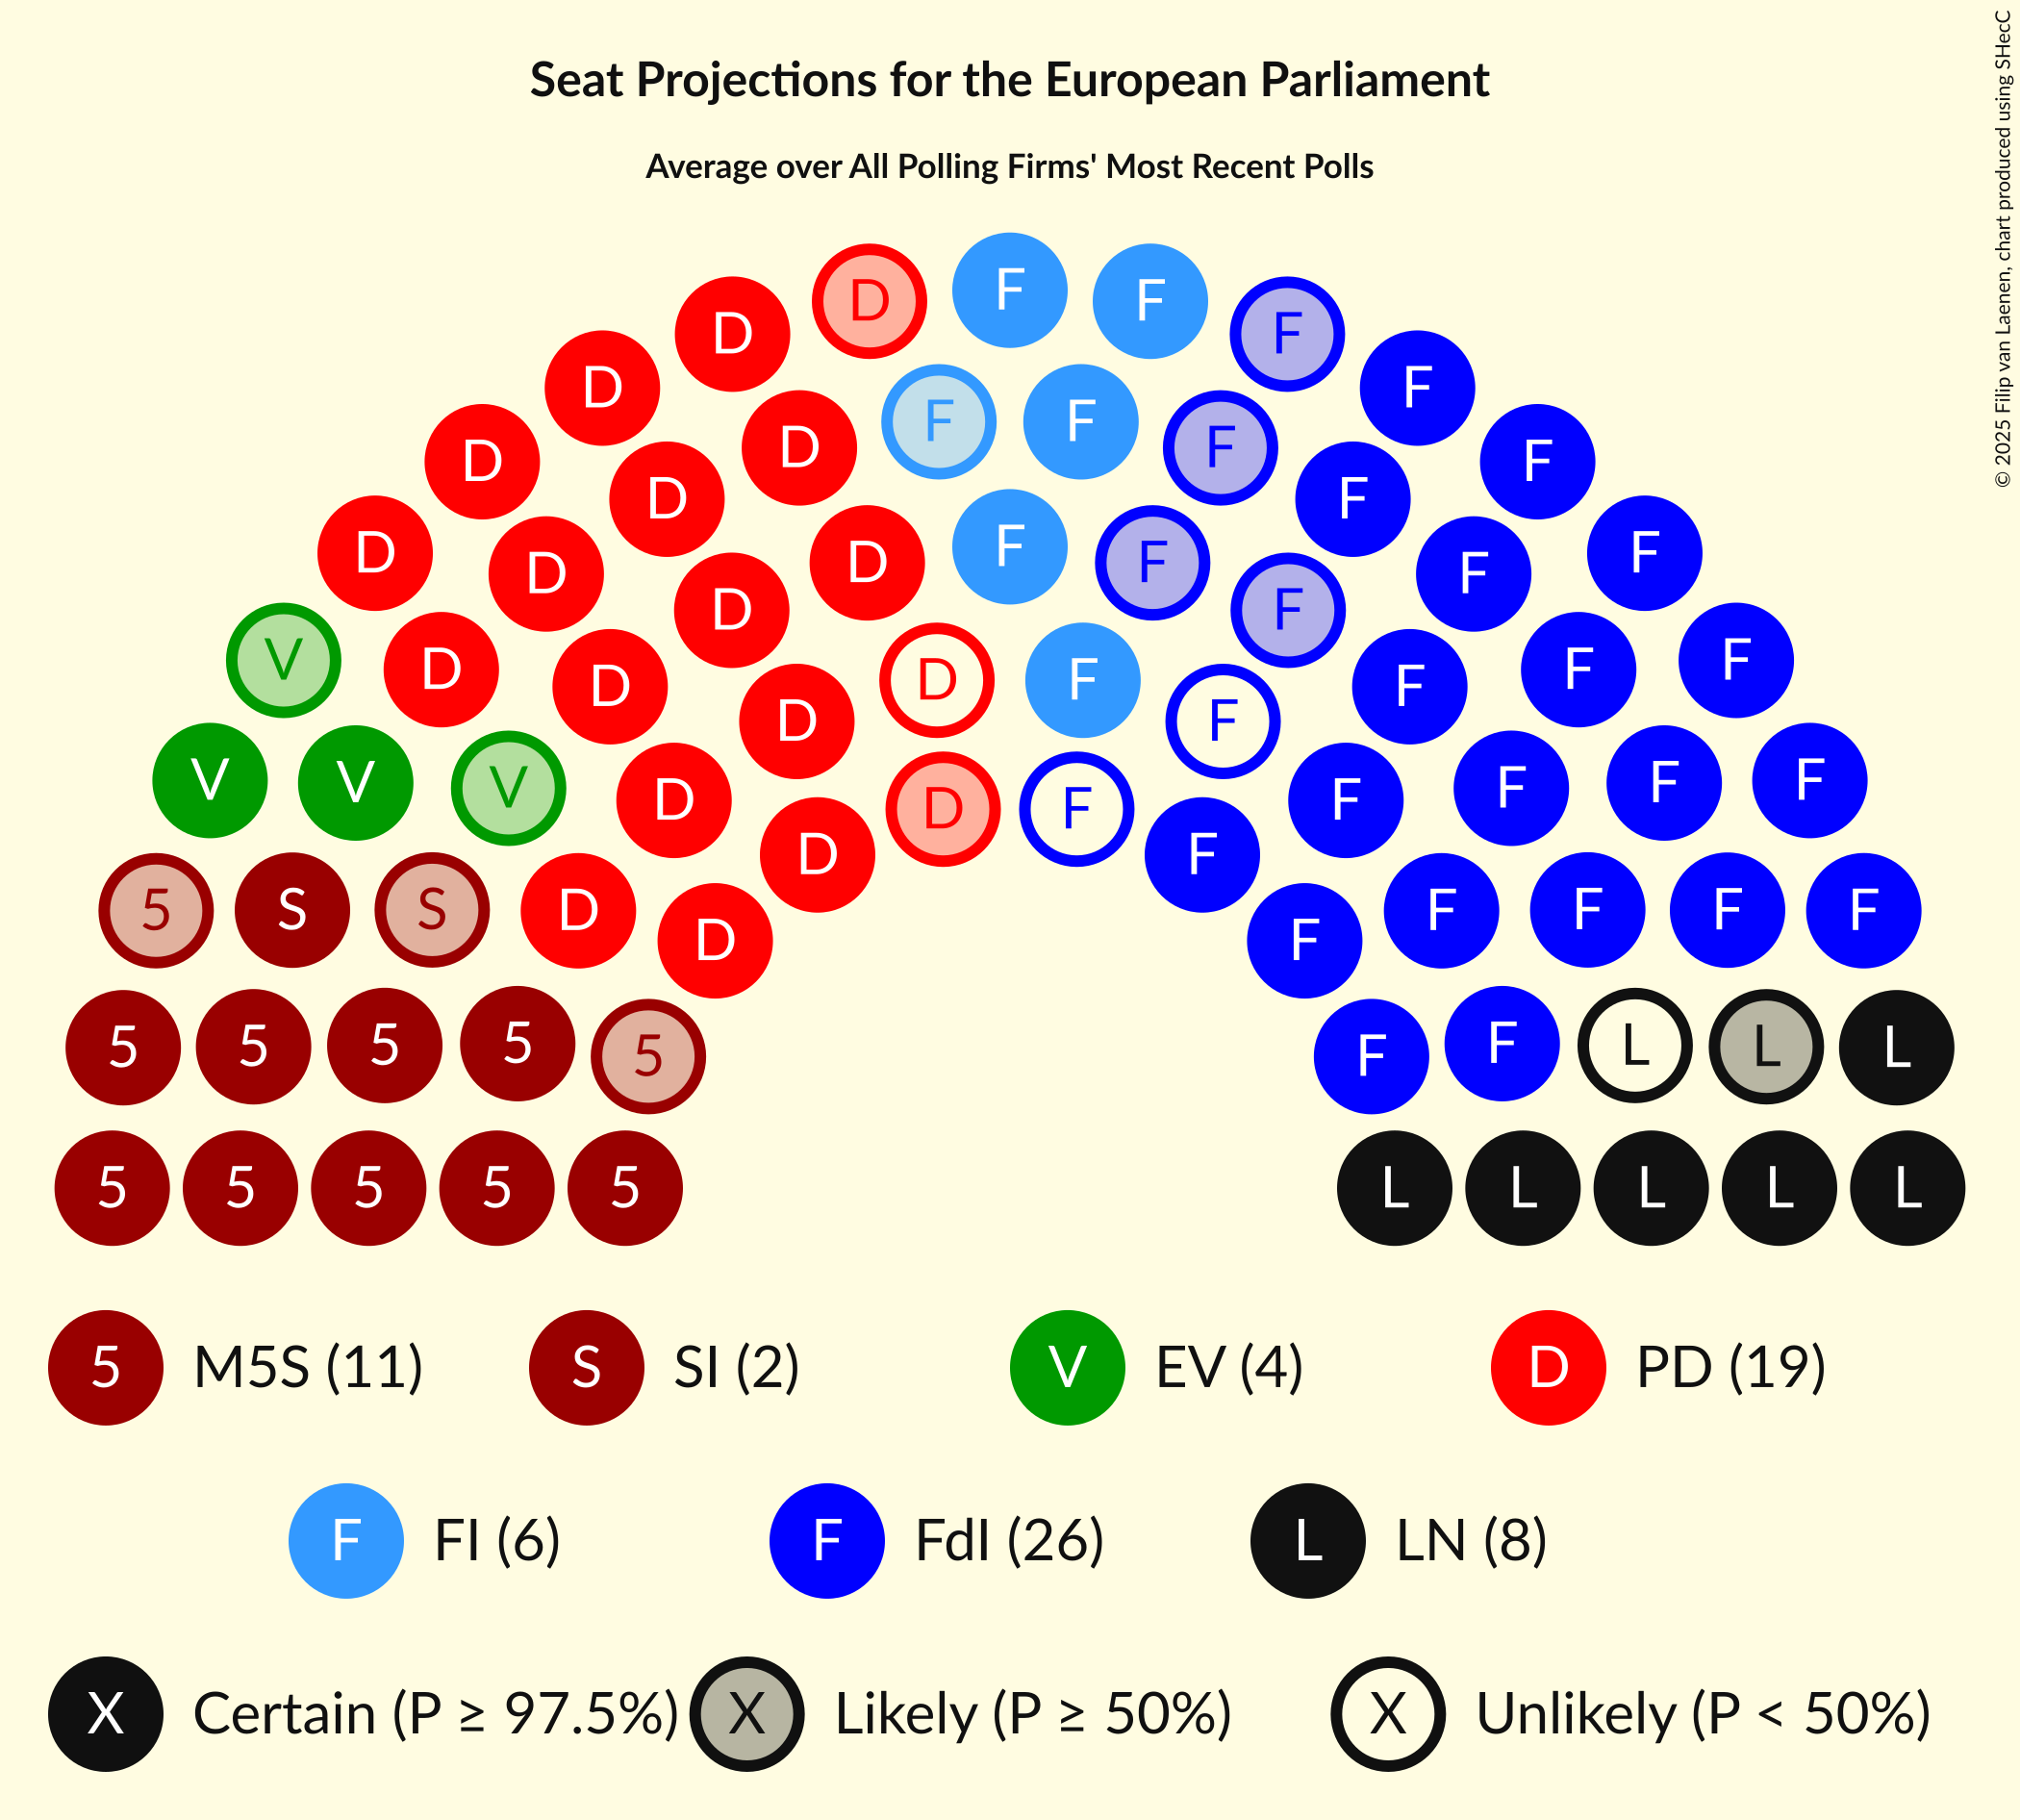 Seat Projections for the European Parliament
Average over All Polling Firms' Most Recent Polls
© 2025 Filip van Laenen, chart produced using SHecC
F F
D F
D F
D F F
D F
D F
D F
D F
D F
D F F
D F
D F
V F
D F
D F
D F
D F
V V V F F F
D F
D F
D F
5 S S D F F F F
D F
5 5 5 5 F F L L L
5
5 5 5 5 5 L L L L L
5 M5S (11) S SI (2) V EV (4) D PD (19)
F FI (6) F FdI (26) L LN (8)
X Certain (P ≥ 97.5%) X Likely (P ≥ 50%) X Unlikely (P < 50%)